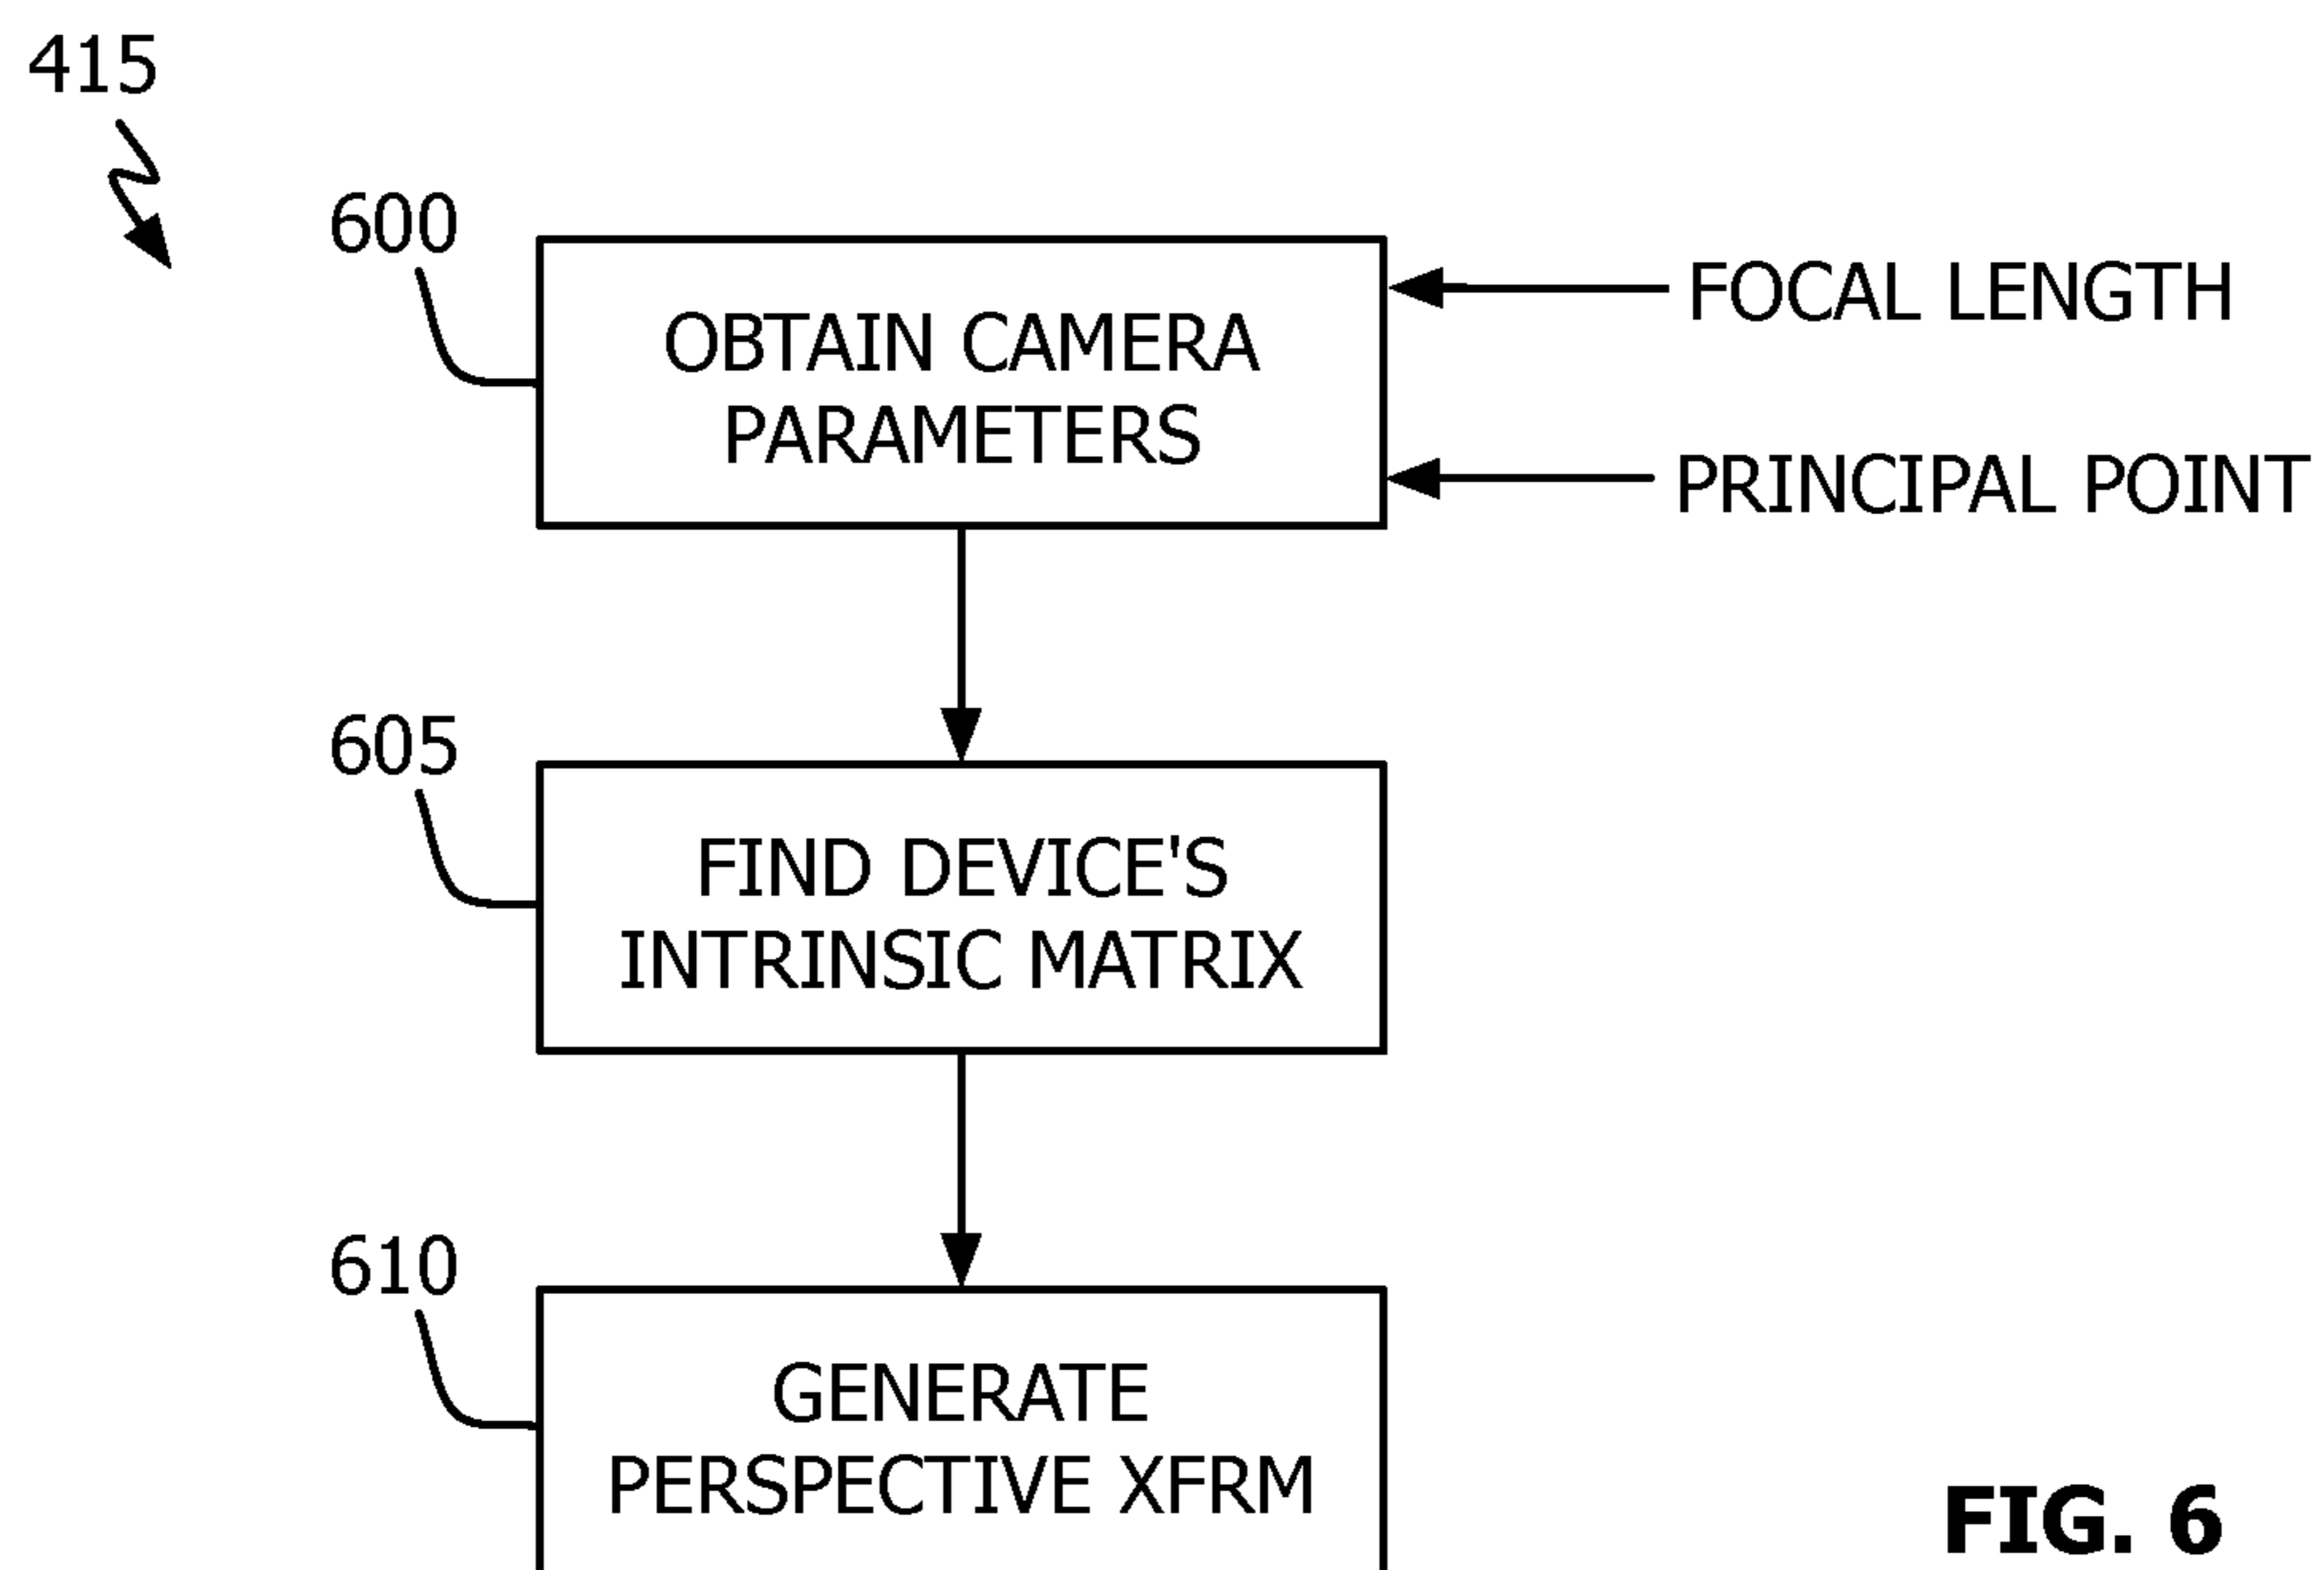 415
600
OBTAIN CAMERA
PARAMETERS
FOCAL LENGTH
PRINCIPAL POINT
605
FIND DEVICE'S
INTRINSIC MATRIX
610
GENERATE
PERSPECTIVE XFRM
FIG. 6